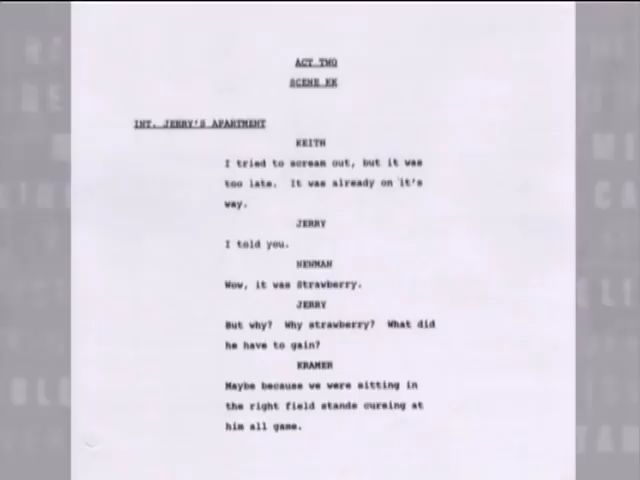 ACT TWO
SCENE KK
INT. JERRY'S APARTMENT
KEITH
I tried to scream out, but it was
too late. It was already on it's
way.
JERRY
I told you.
NEWMAN
Wow, it was Strawberry.
JERRY
But why? Why strawberry? What did
he have to gain?
KRAMER
Maybe because we were sitting in
the right field stands cursing at
him all game.